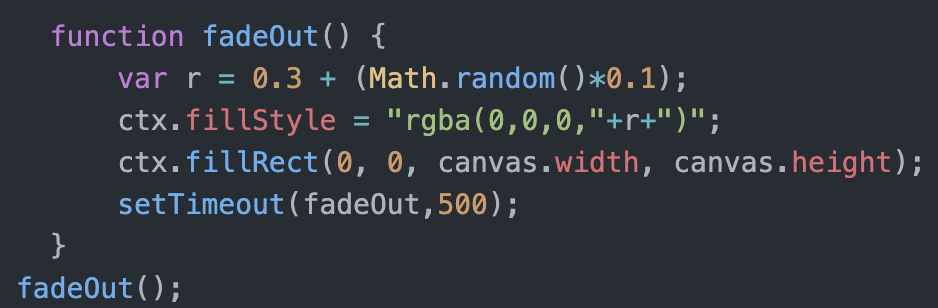 function fadeOut() {
var r = 0.3 + (Math.random()*0.1);
ctx.fillStyle = "rgba(0,0,0,"+r+")";
ctx.fillRect(0, 0, canvas.width, canvas.height);
setTimeout(fadeOut,500);
}
fadeOut();